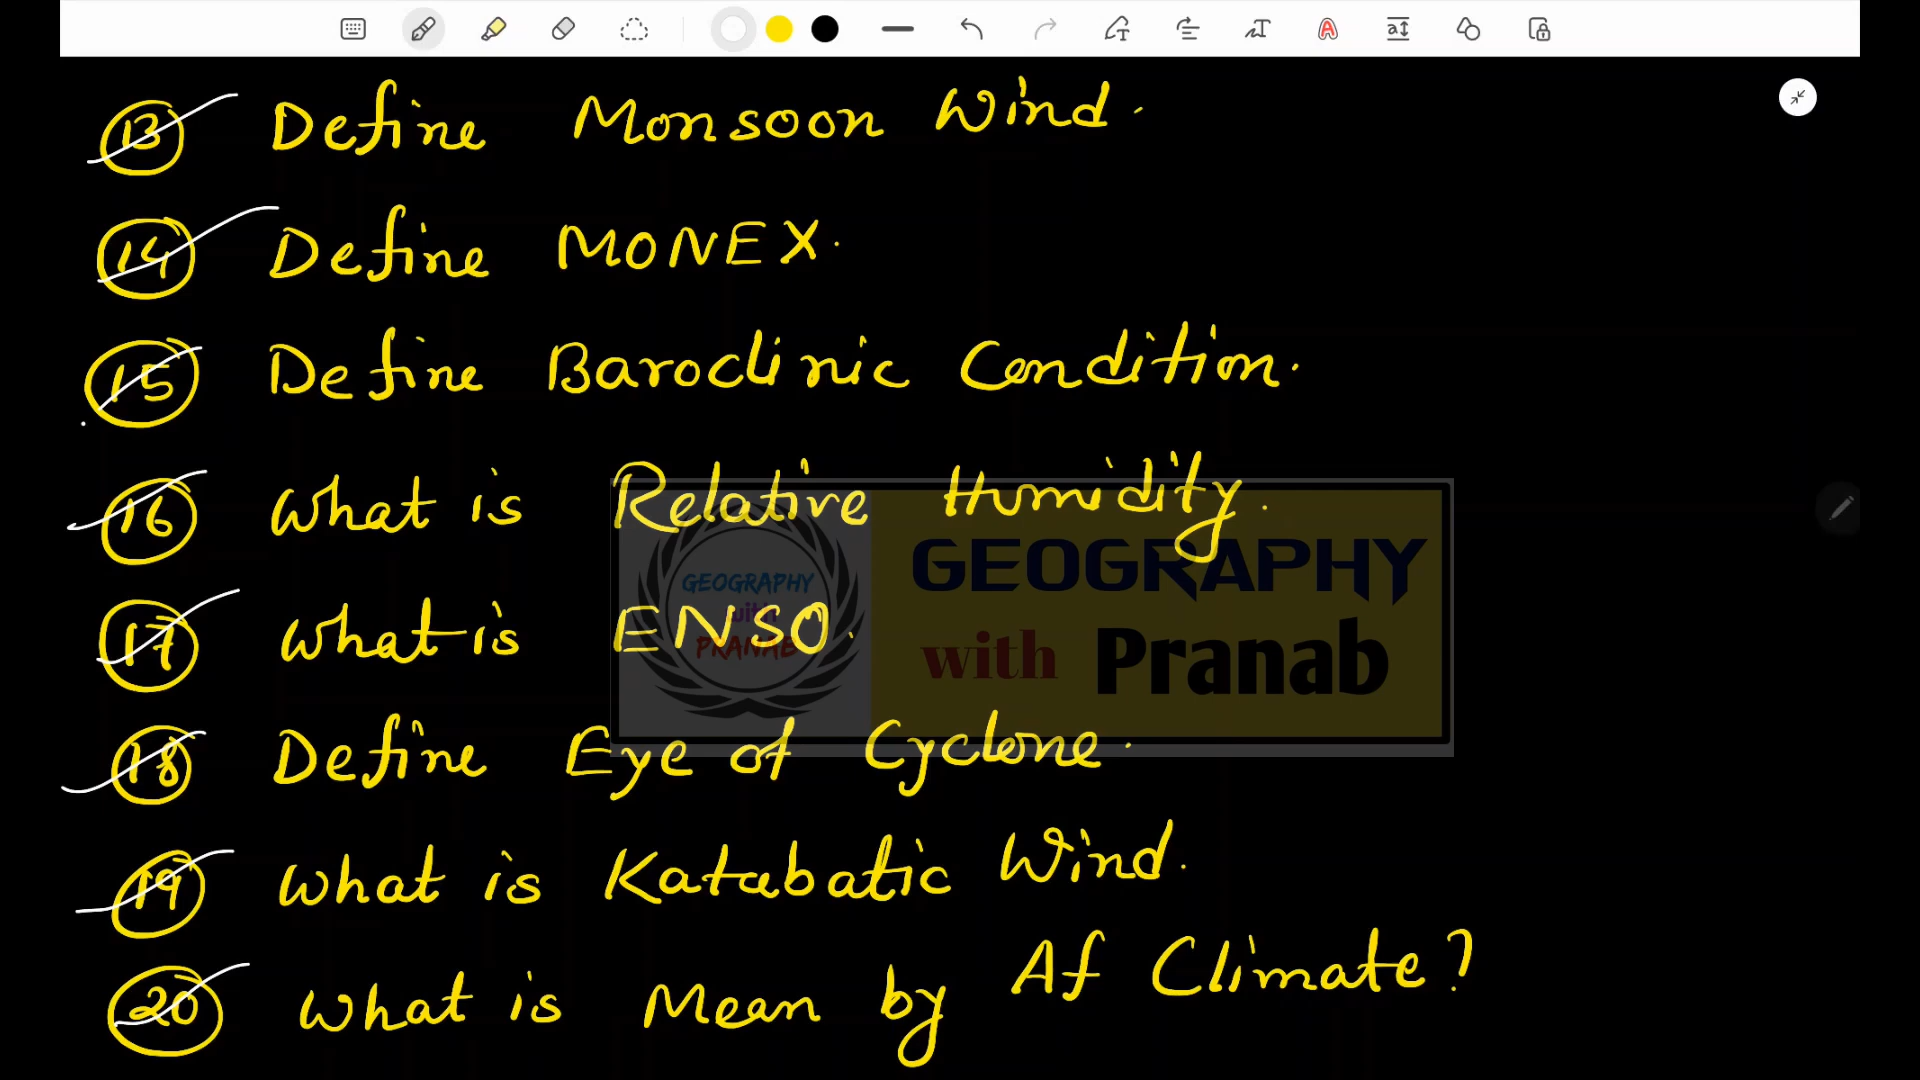 13 Define Monsoon Wind.
14 Define MONEX.
15 Define Baroclinic Condition.
16 What is Relative Humidity.
17 What is ENSO.
18 Define Eye of Cyclone.
19 What is Katabatic Wind.
20 What is Mean by Af Climate?
GEOGRAPHY
with
PRANAB
GEOGRAPHY
with Pranab